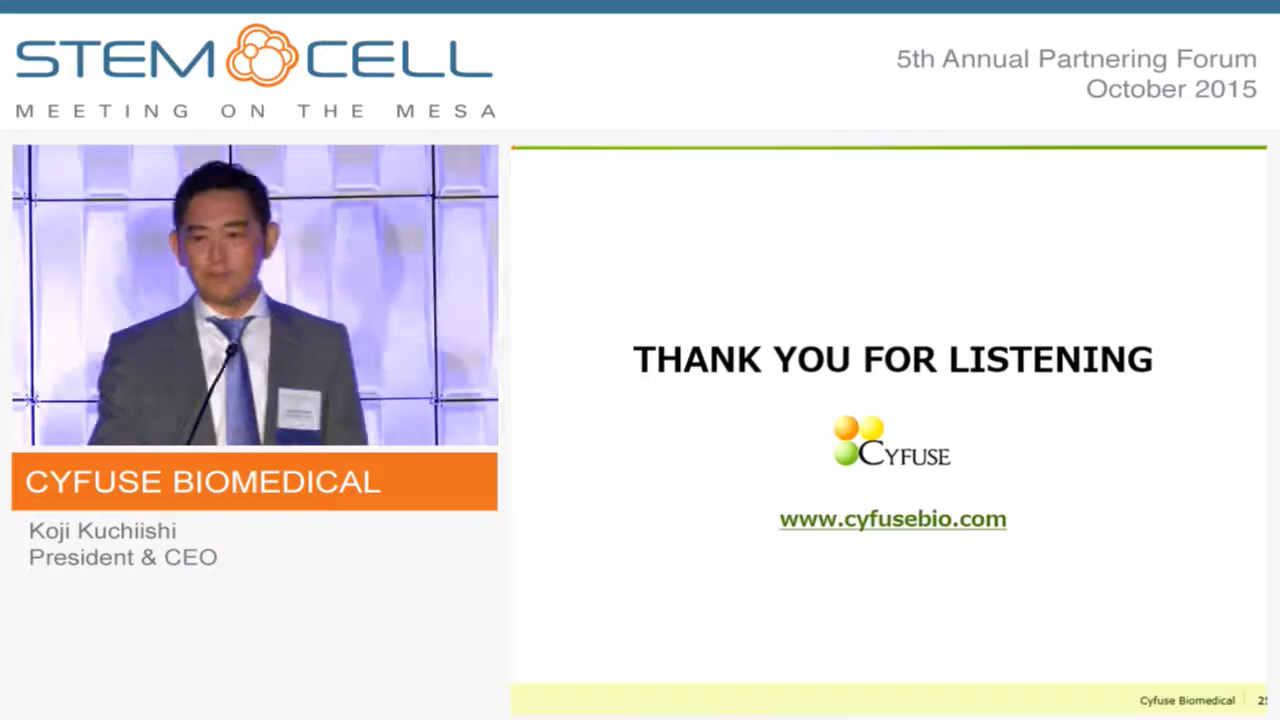 STEM CELL
MEETING ON THE MESA
5th Annual Partnering Forum
October 2015
CYFUSE BIOMEDICAL
Koji Kuchiishi
President & CEO
THANK YOU FOR LISTENING
CYFUSE
www.cyfusebio.com
Cyfuse Biomedical